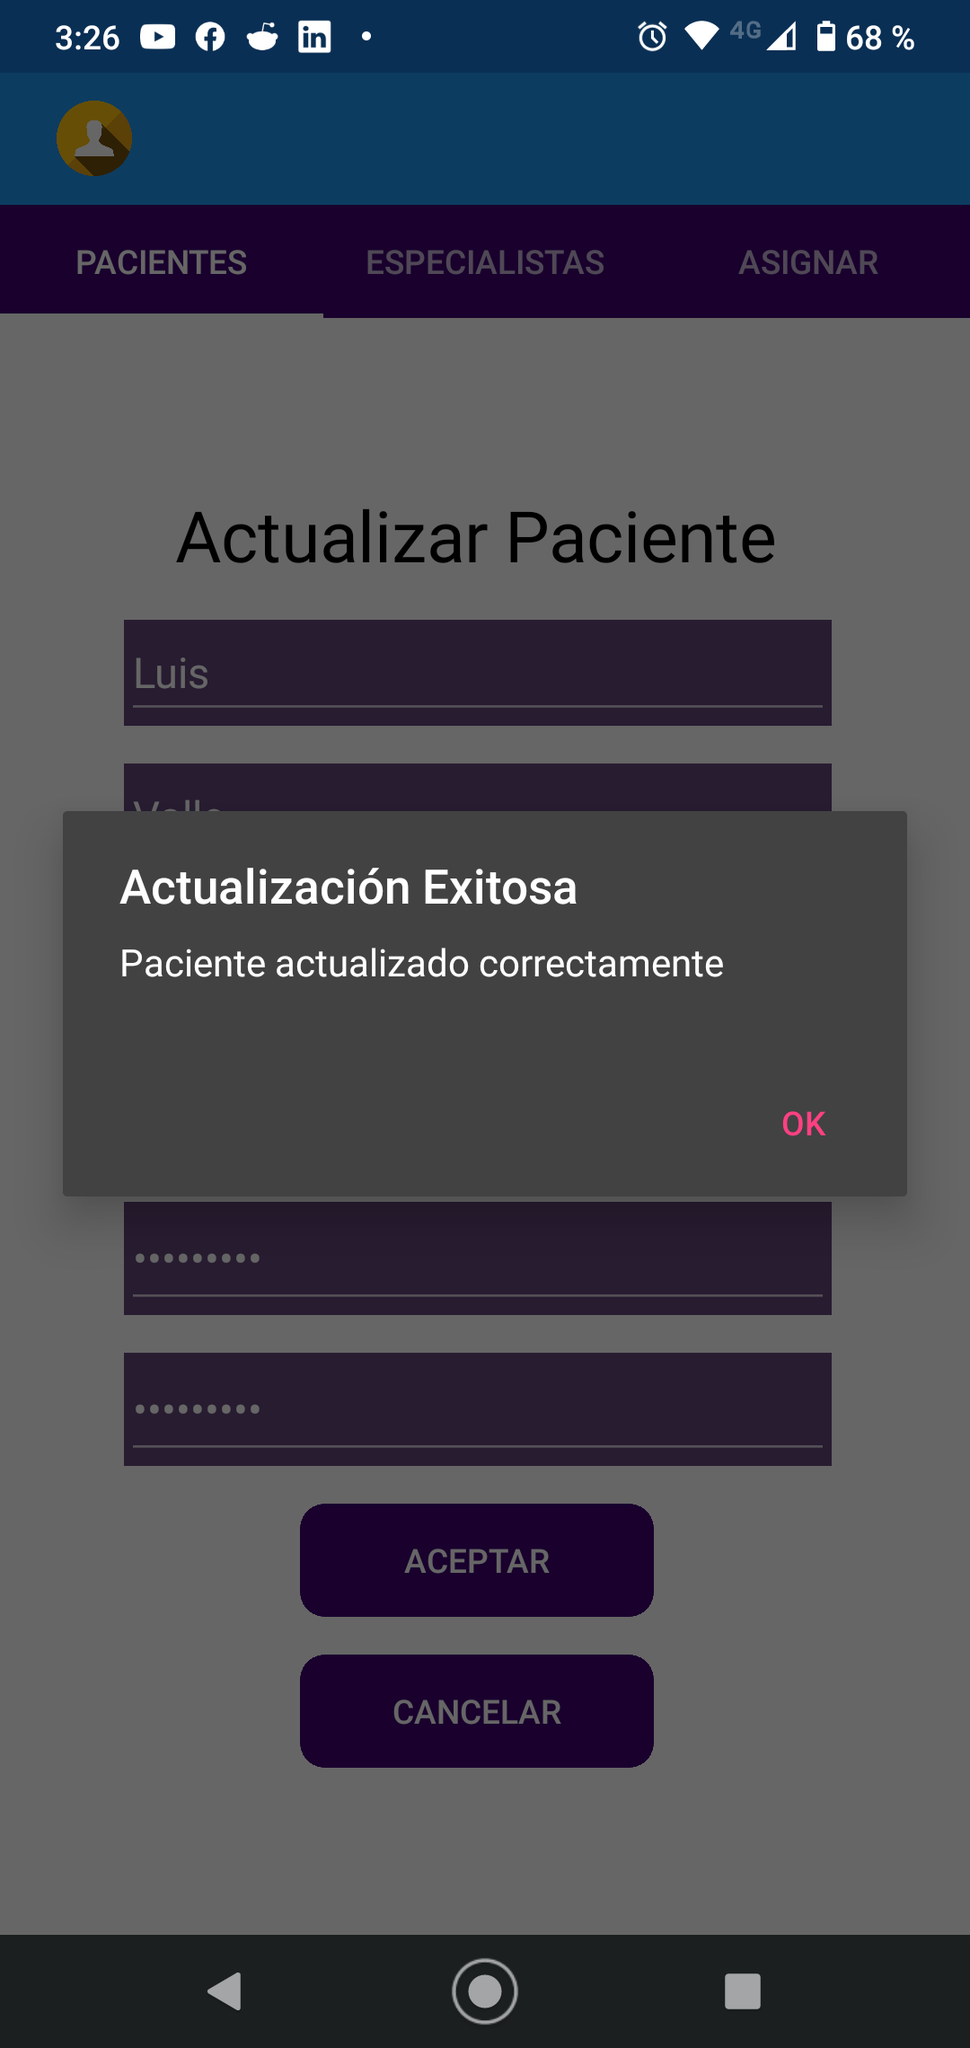 3:26
4G
68 %
PACIENTES
ESPECIALISTAS
ASIGNAR
Actualizar Paciente
Luis
Actualización Exitosa
Paciente actualizado correctamente
OK
•••••••••
•••••••••
ACEPTAR
CANCELAR